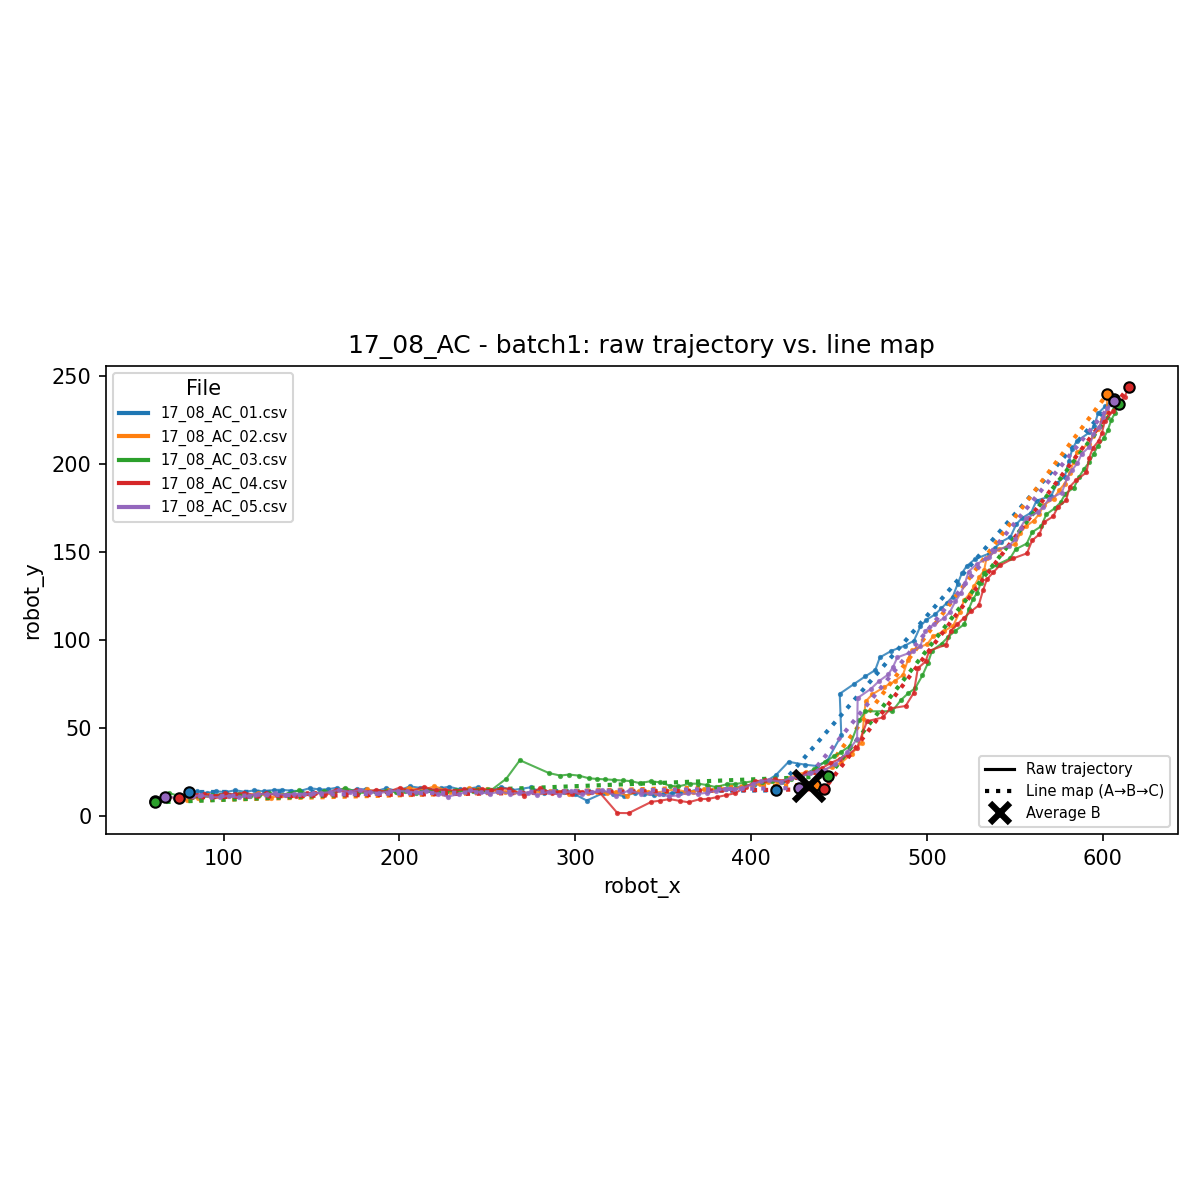 17_08_AC - batch1: raw trajectory vs. line map
File
17_08_AC_01.csv
17_08_AC_02.csv
17_08_AC_03.csv
17_08_AC_04.csv
17_08_AC_05.csv
250
200
150
100
50
0
robot_y
Raw trajectory
Line map (A→B→C)
Average B
100
200
300
400
500
600
robot_x